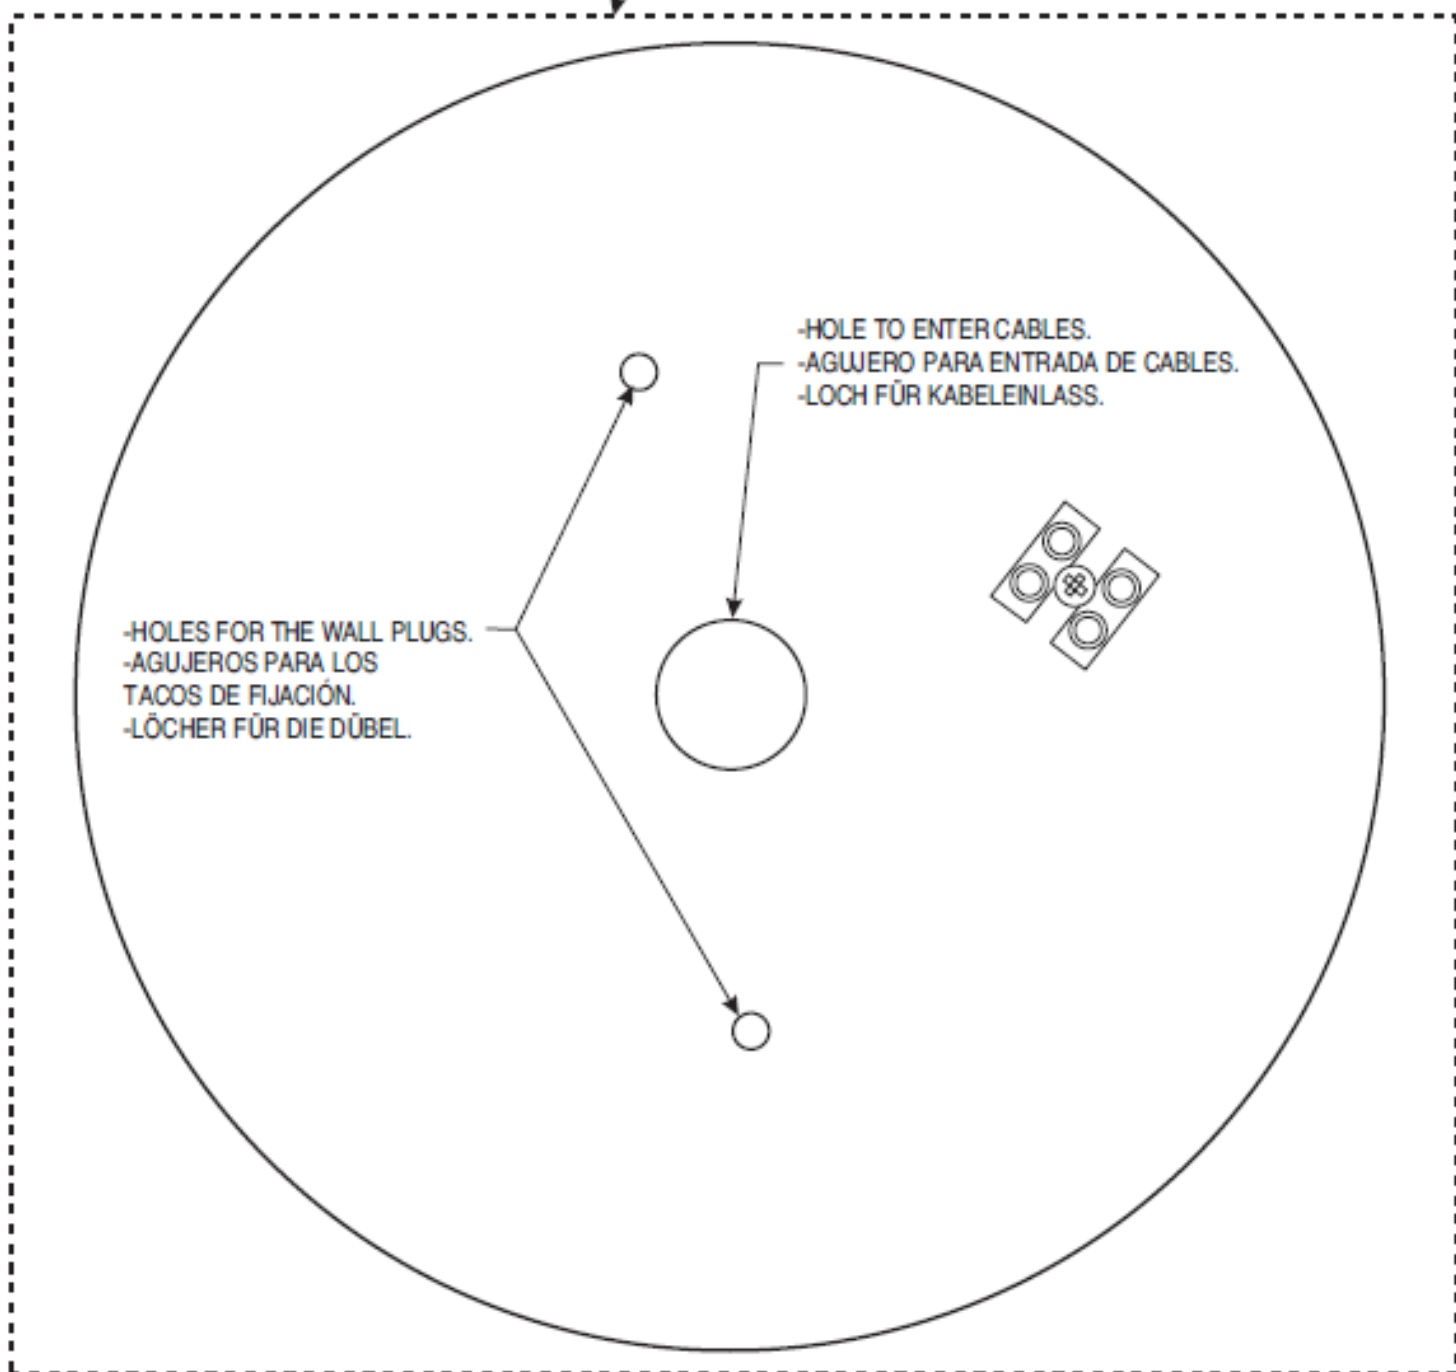 -HOLE TO ENTER CABLES.
-AGUJERO PARA ENTRADA DE CABLES.
-LOCH FÜR KABELEINLASS.
-HOLES FOR THE WALL PLUGS.
-AGUJEROS PARA LOS
TACOS DE FIJACIÓN.
-LÖCHER FÜR DIE DÜBEL.